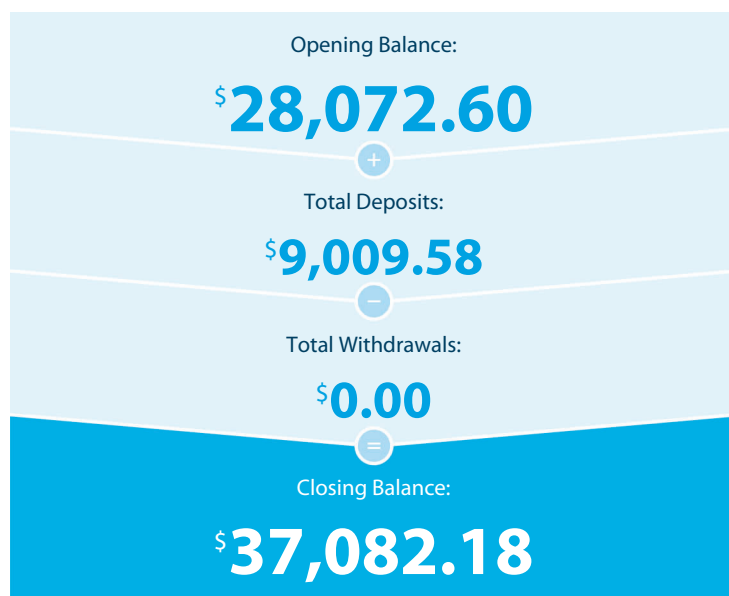 Opening Balance:
$28,072.60
+
Total Deposits:
$9,009.58
−
Total Withdrawals:
$0.00
=
Closing Balance:
$37,082.18